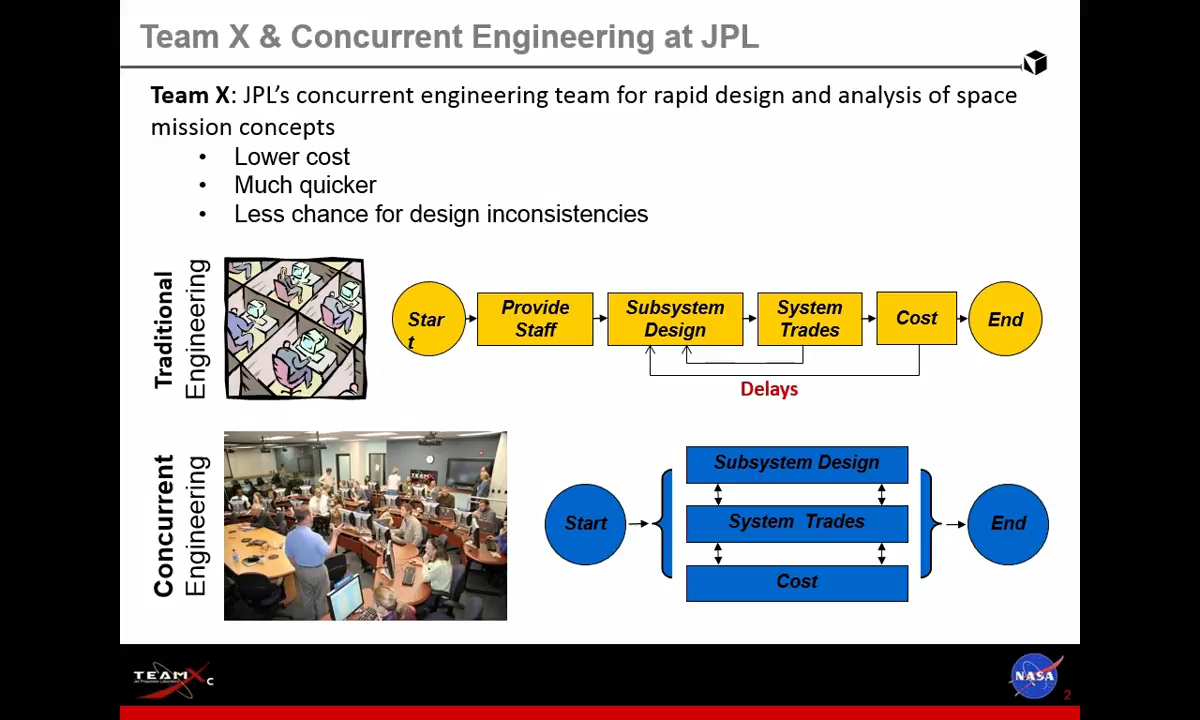 Team X & Concurrent Engineering at JPL
Team X: JPL's concurrent engineering team for rapid design and analysis of space
mission concepts
• Lower cost
• Much quicker
• Less chance for design inconsistencies
Traditional
Engineering
Star
t
Provide
Staff
Subsystem
Design
System
Trades
Cost
End
Delays
Concurrent
Engineering
TEAM X
Start
Subsystem Design
System Trades
Cost
End
TEAM X C
NASA
2